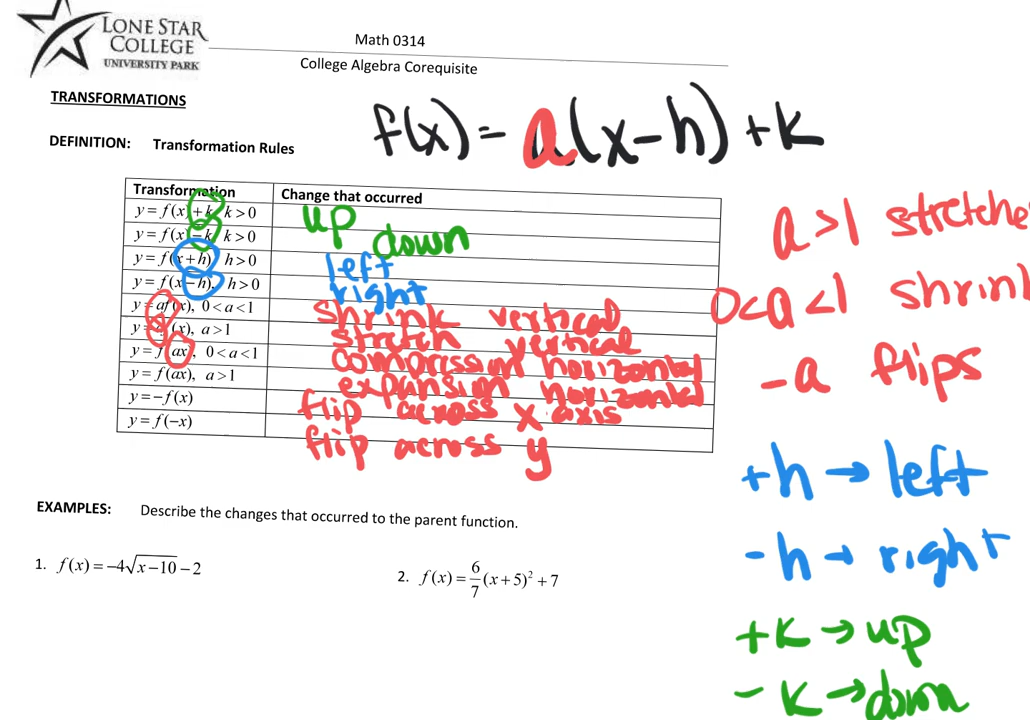 LONE STAR
COLLEGE
UNIVERSITY PARK
Math 0314
College Algebra Corequisite
TRANSFORMATIONS
f(x) = a(x-h) + k
DEFINITION: Transformation Rules
Transformation Change that occurred
y = f(x) + k, k > 0 up
y = f(x) - k, k > 0 down
y = f(x + h), h > 0 left
y = f(x - h), h > 0 right
y = af(x), 0 < a < 1 shrink vertical
y = af(x), a > 1 stretch vertical
y = f(ax), 0 < a < 1 compression horizontal
y = f(ax), a > 1 expansion horizontal
y = -f(x) flip across x axis
y = f(-x) flip across y
a > 1 stretche
0 < a < 1 shrink
-a flips
+h → left
-h → right
+k → up
-k → down
EXAMPLES: Describe the changes that occurred to the parent function.
1. f(x) = -4√(x-10) - 2
2. f(x) = 6/7 (x+5)² + 7